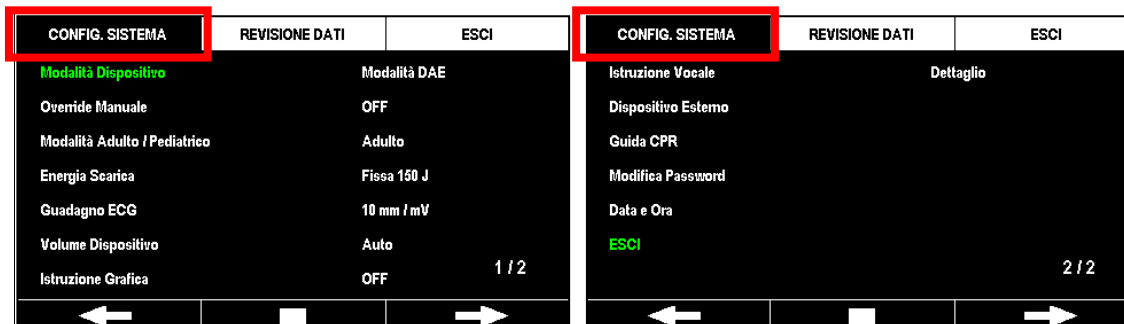 CONFIG. SISTEMA REVISIONE DATI ESCI
Modalità Dispositivo Modalità DAE
Override Manuale OFF
Modalità Adulto / Pediatrico Adulto
Energia Scarica Fissa 150 J
Guadagno ECG 10 mm / mV
Volume Dispositivo Auto
Istruzione Grafica OFF
1 / 2
CONFIG. SISTEMA REVISIONE DATI ESCI
Istruzione Vocale Dettaglio
Dispositivo Esterno
Guida CPR
Modifica Password
Data e Ora
ESCI
2 / 2